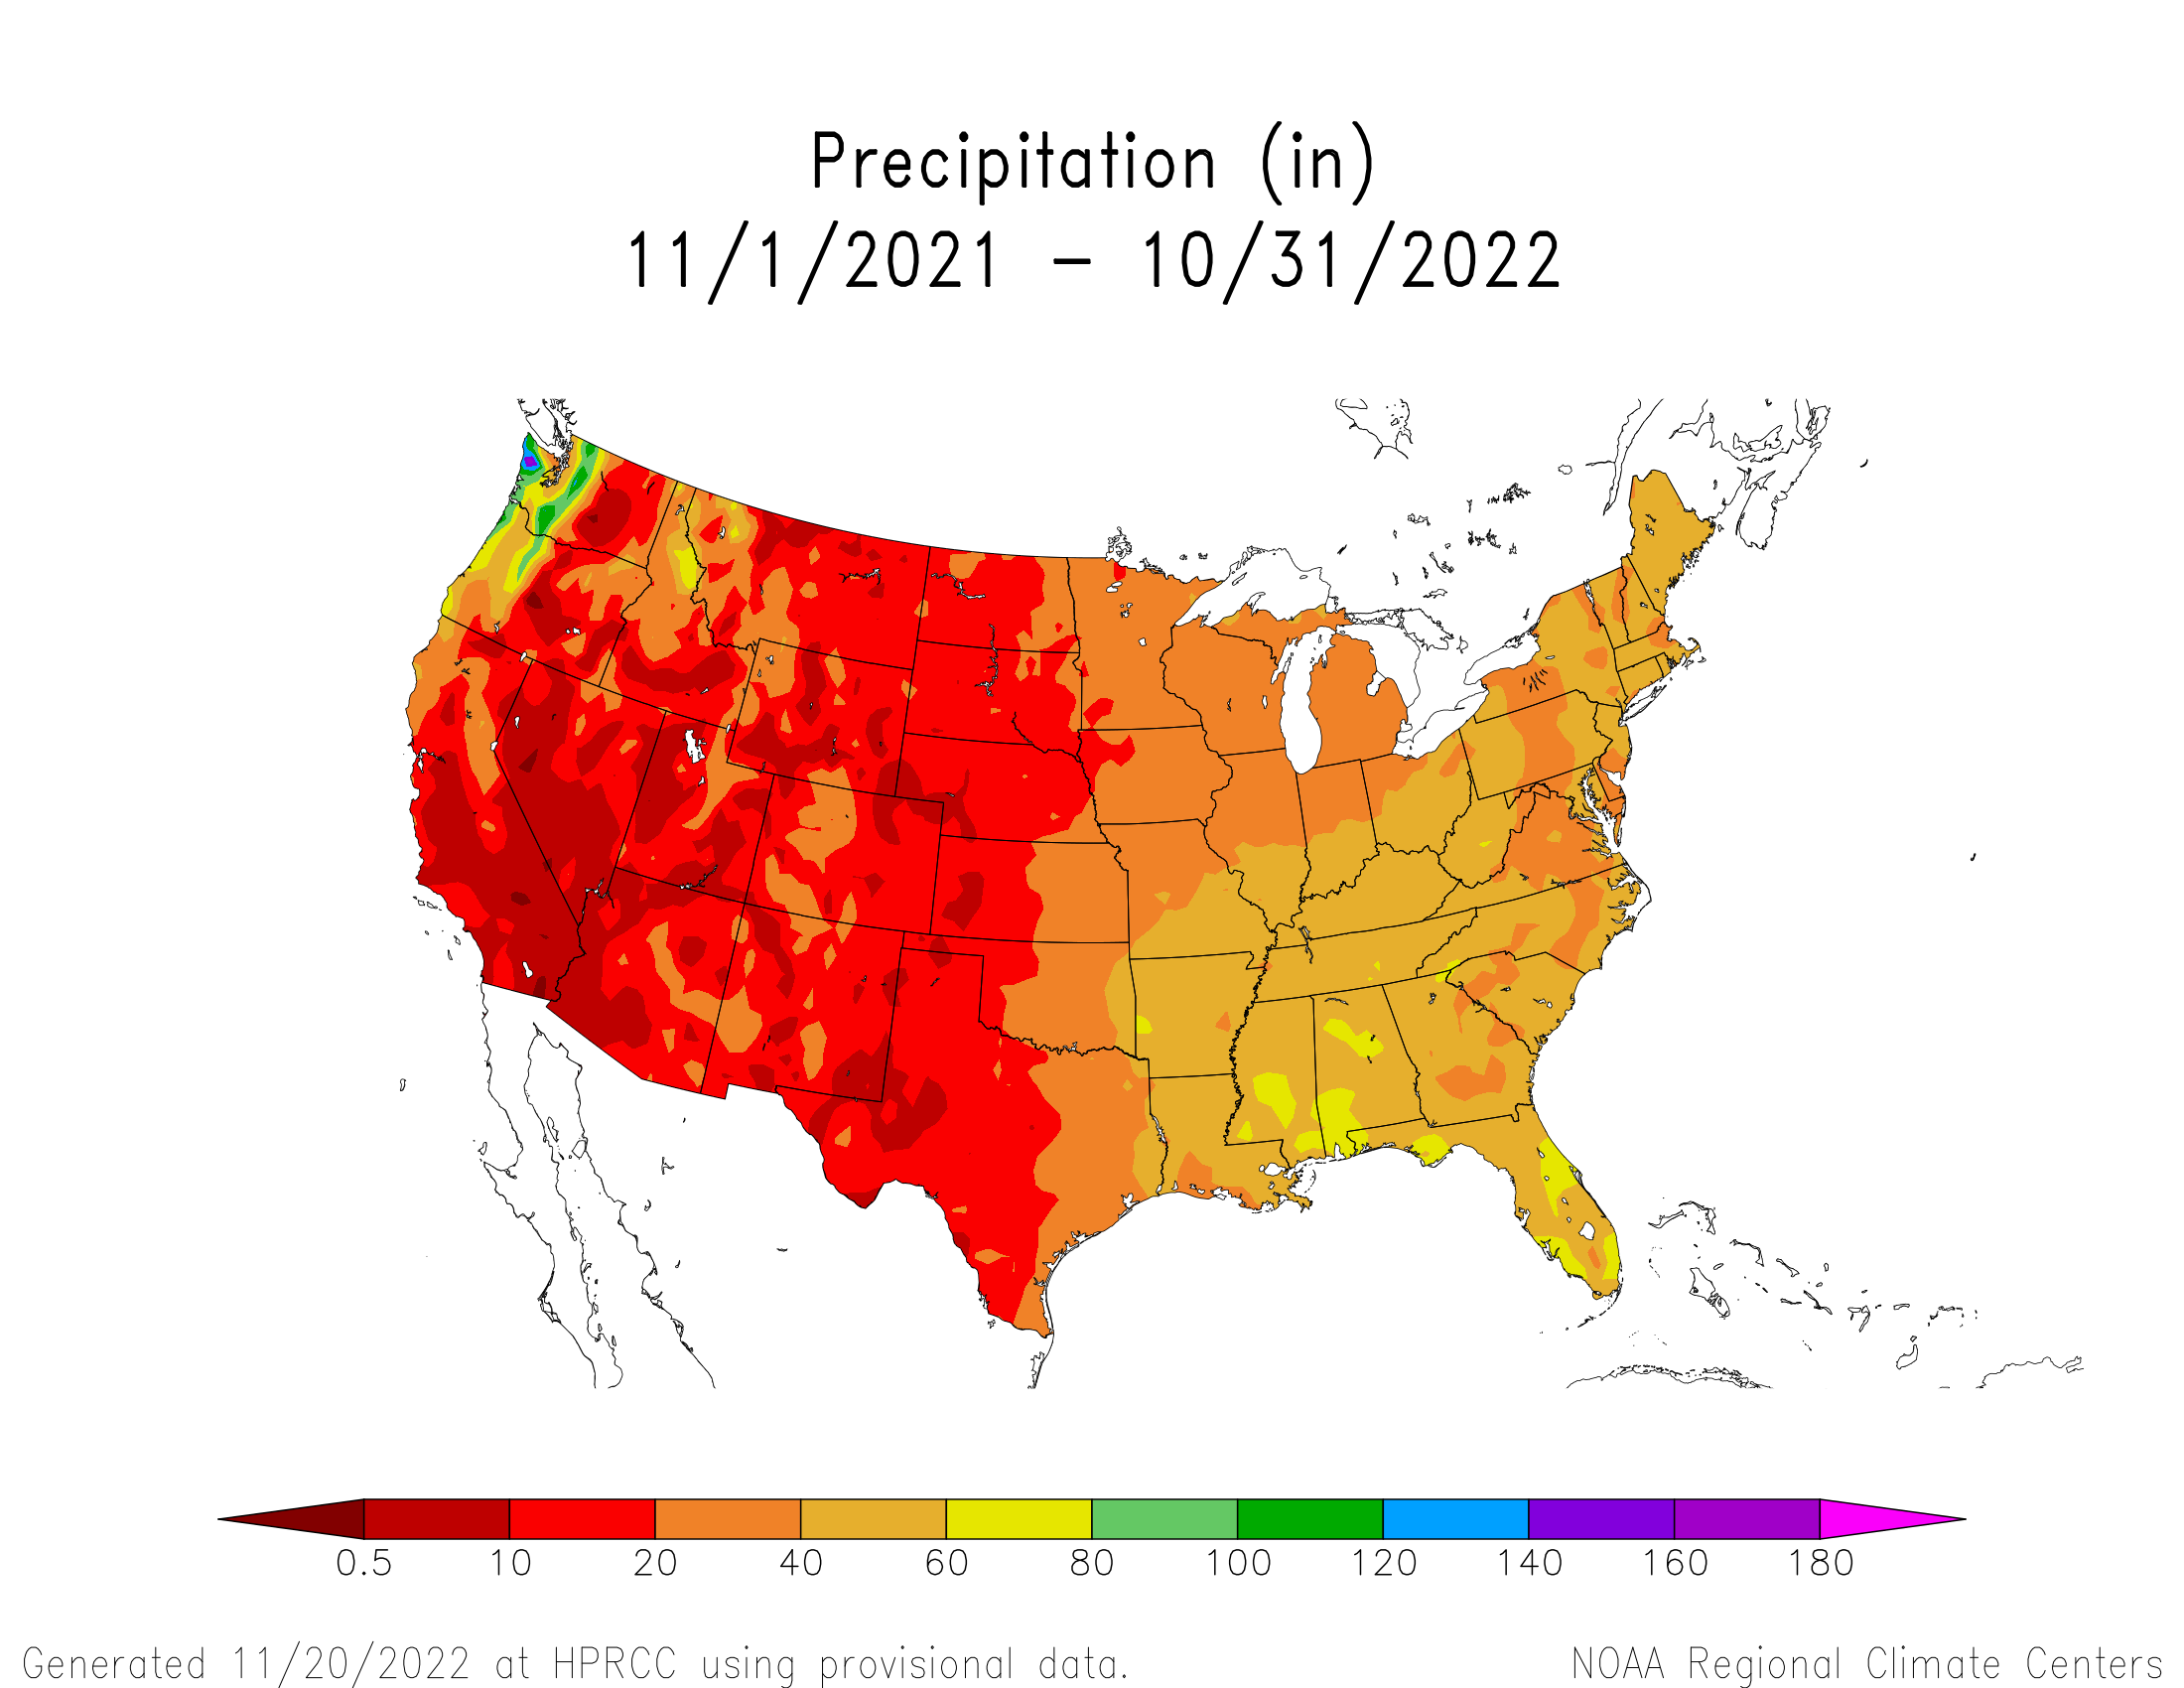 Precipitation (in)
11/1/2021 – 10/31/2022
0.5 10 20 40 60 80 100 120 140 160 180
Generated 11/20/2022 at HPRCC using provisional data.
NOAA Regional Climate Centers